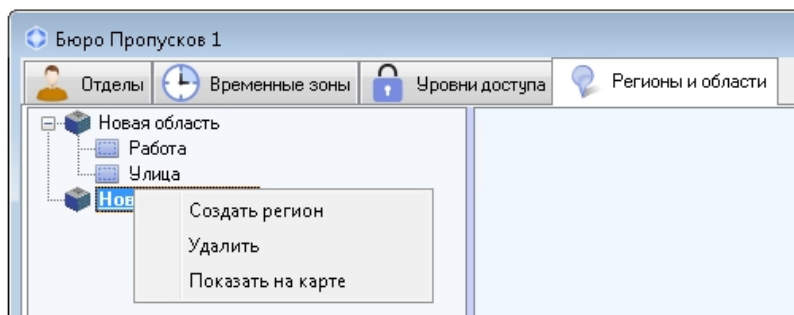 Бюро Пропусков 1
Отделы Временные зоны Уровни доступа Регионы и области
Новая область
Работа
Улица
Нов
Создать регион
Удалить
Показать на карте